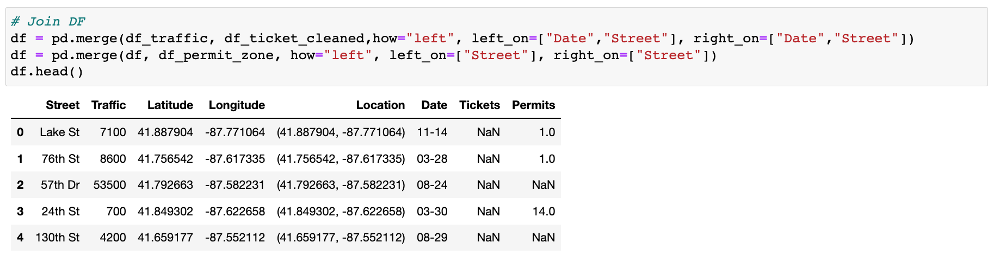 # Join DF
df = pd.merge(df_traffic, df_ticket_cleaned,how="left", left_on=["Date","Street"], right_on=["Date","Street"])
df = pd.merge(df, df_permit_zone, how="left", left_on=["Street"], right_on=["Street"])
df.head()
Street Traffic Latitude Longitude Location Date Tickets Permits
0 Lake St 7100 41.887904 -87.771064 (41.887904, -87.771064) 11-14 NaN 1.0
1 76th St 8600 41.756542 -87.617335 (41.756542, -87.617335) 03-28 NaN 1.0
2 57th Dr 53500 41.792663 -87.582231 (41.792663, -87.582231) 08-24 NaN NaN
3 24th St 700 41.849302 -87.622658 (41.849302, -87.622658) 03-30 NaN 14.0
4 130th St 4200 41.659177 -87.552112 (41.659177, -87.552112) 08-29 NaN NaN